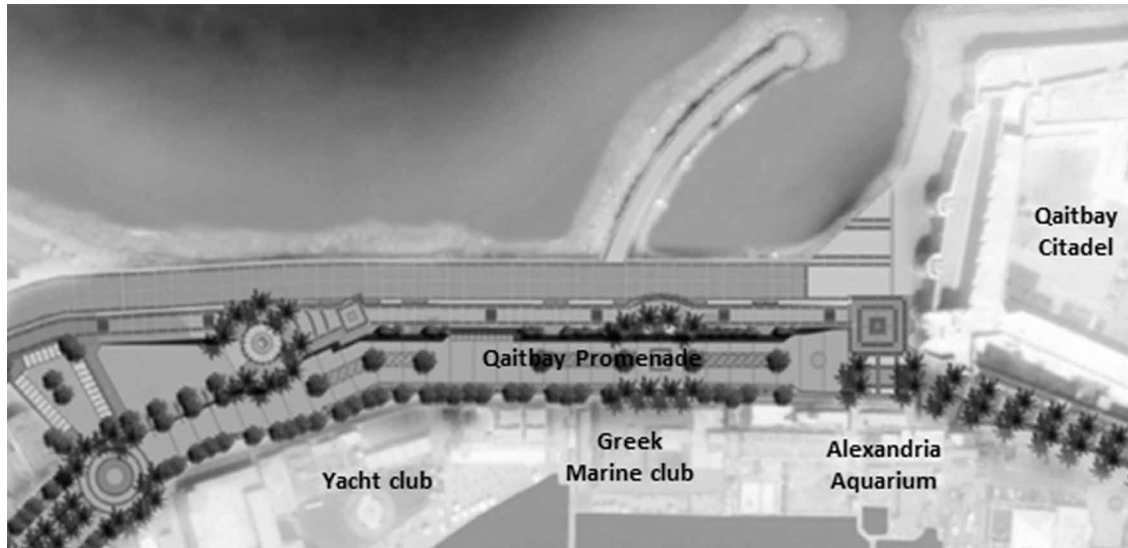 Qaitbay
Citadel
Qaitbay Promenade
Yacht club
Greek
Marine club
Alexandria
Aquarium